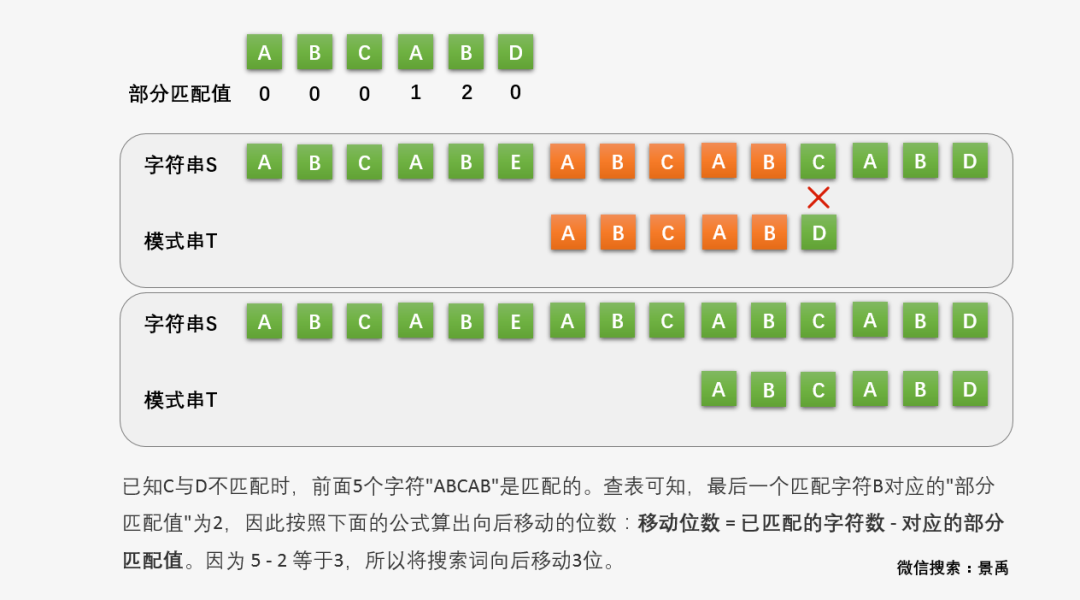 A B C A B D
部分匹配值 0 0 0 1 2 0
字符串S A B C A B E A B C A B C A B D
模式串T A B C A B D
字符串S A B C A B E A B C A B C A B D
模式串T A B C A B D
已知C与D不匹配时，前面5个字符"ABCAB"是匹配的。查表可知，最后一个匹配字符B对应的"部分
匹配值"为2，因此按照下面的公式算出向后移动的位数：移动位数 = 已匹配的字符数 - 对应的部分
匹配值。因为 5 - 2 等于3，所以将搜索词向后移动3位。
微信搜索：景禹